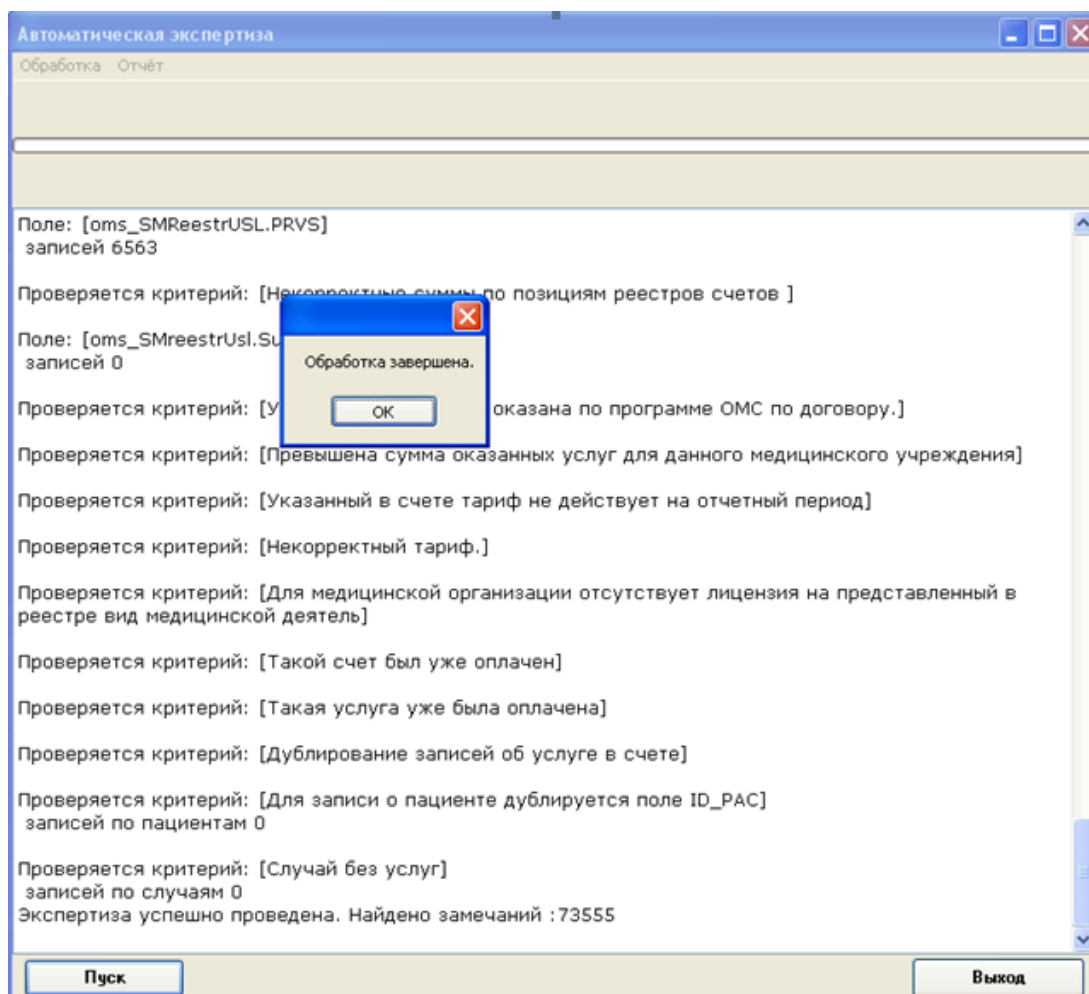 Автоматическая экспертиза
Обработка Отчёт
Поле: [oms_SMReestrUSL.PRVS]
записей 6563
Проверяется критерий: [Некорректные суммы по позициям реестров счетов ]
Поле: [oms_SMreestrUsl.Su
записей 0
Обработка завершена.
OK
Проверяется критерий: [У оказана по программе ОМС по договору.]
Проверяется критерий: [Превышена сумма оказанных услуг для данного медицинского учреждения]
Проверяется критерий: [Указанный в счете тариф не действует на отчетный период]
Проверяется критерий: [Некорректный тариф.]
Проверяется критерий: [Для медицинской организации отсутствует лицензия на представленный в
реестре вид медицинской деятель]
Проверяется критерий: [Такой счет был уже оплачен]
Проверяется критерий: [Такая услуга уже была оплачена]
Проверяется критерий: [Дублирование записей об услуге в счете]
Проверяется критерий: [Для записи о пациенте дублируется поле ID_PAC]
записей по пациентам 0
Проверяется критерий: [Случай без услуг]
записей по случаям 0
Экспертиза успешно проведена. Найдено замечаний :73555
Пуск
Выход